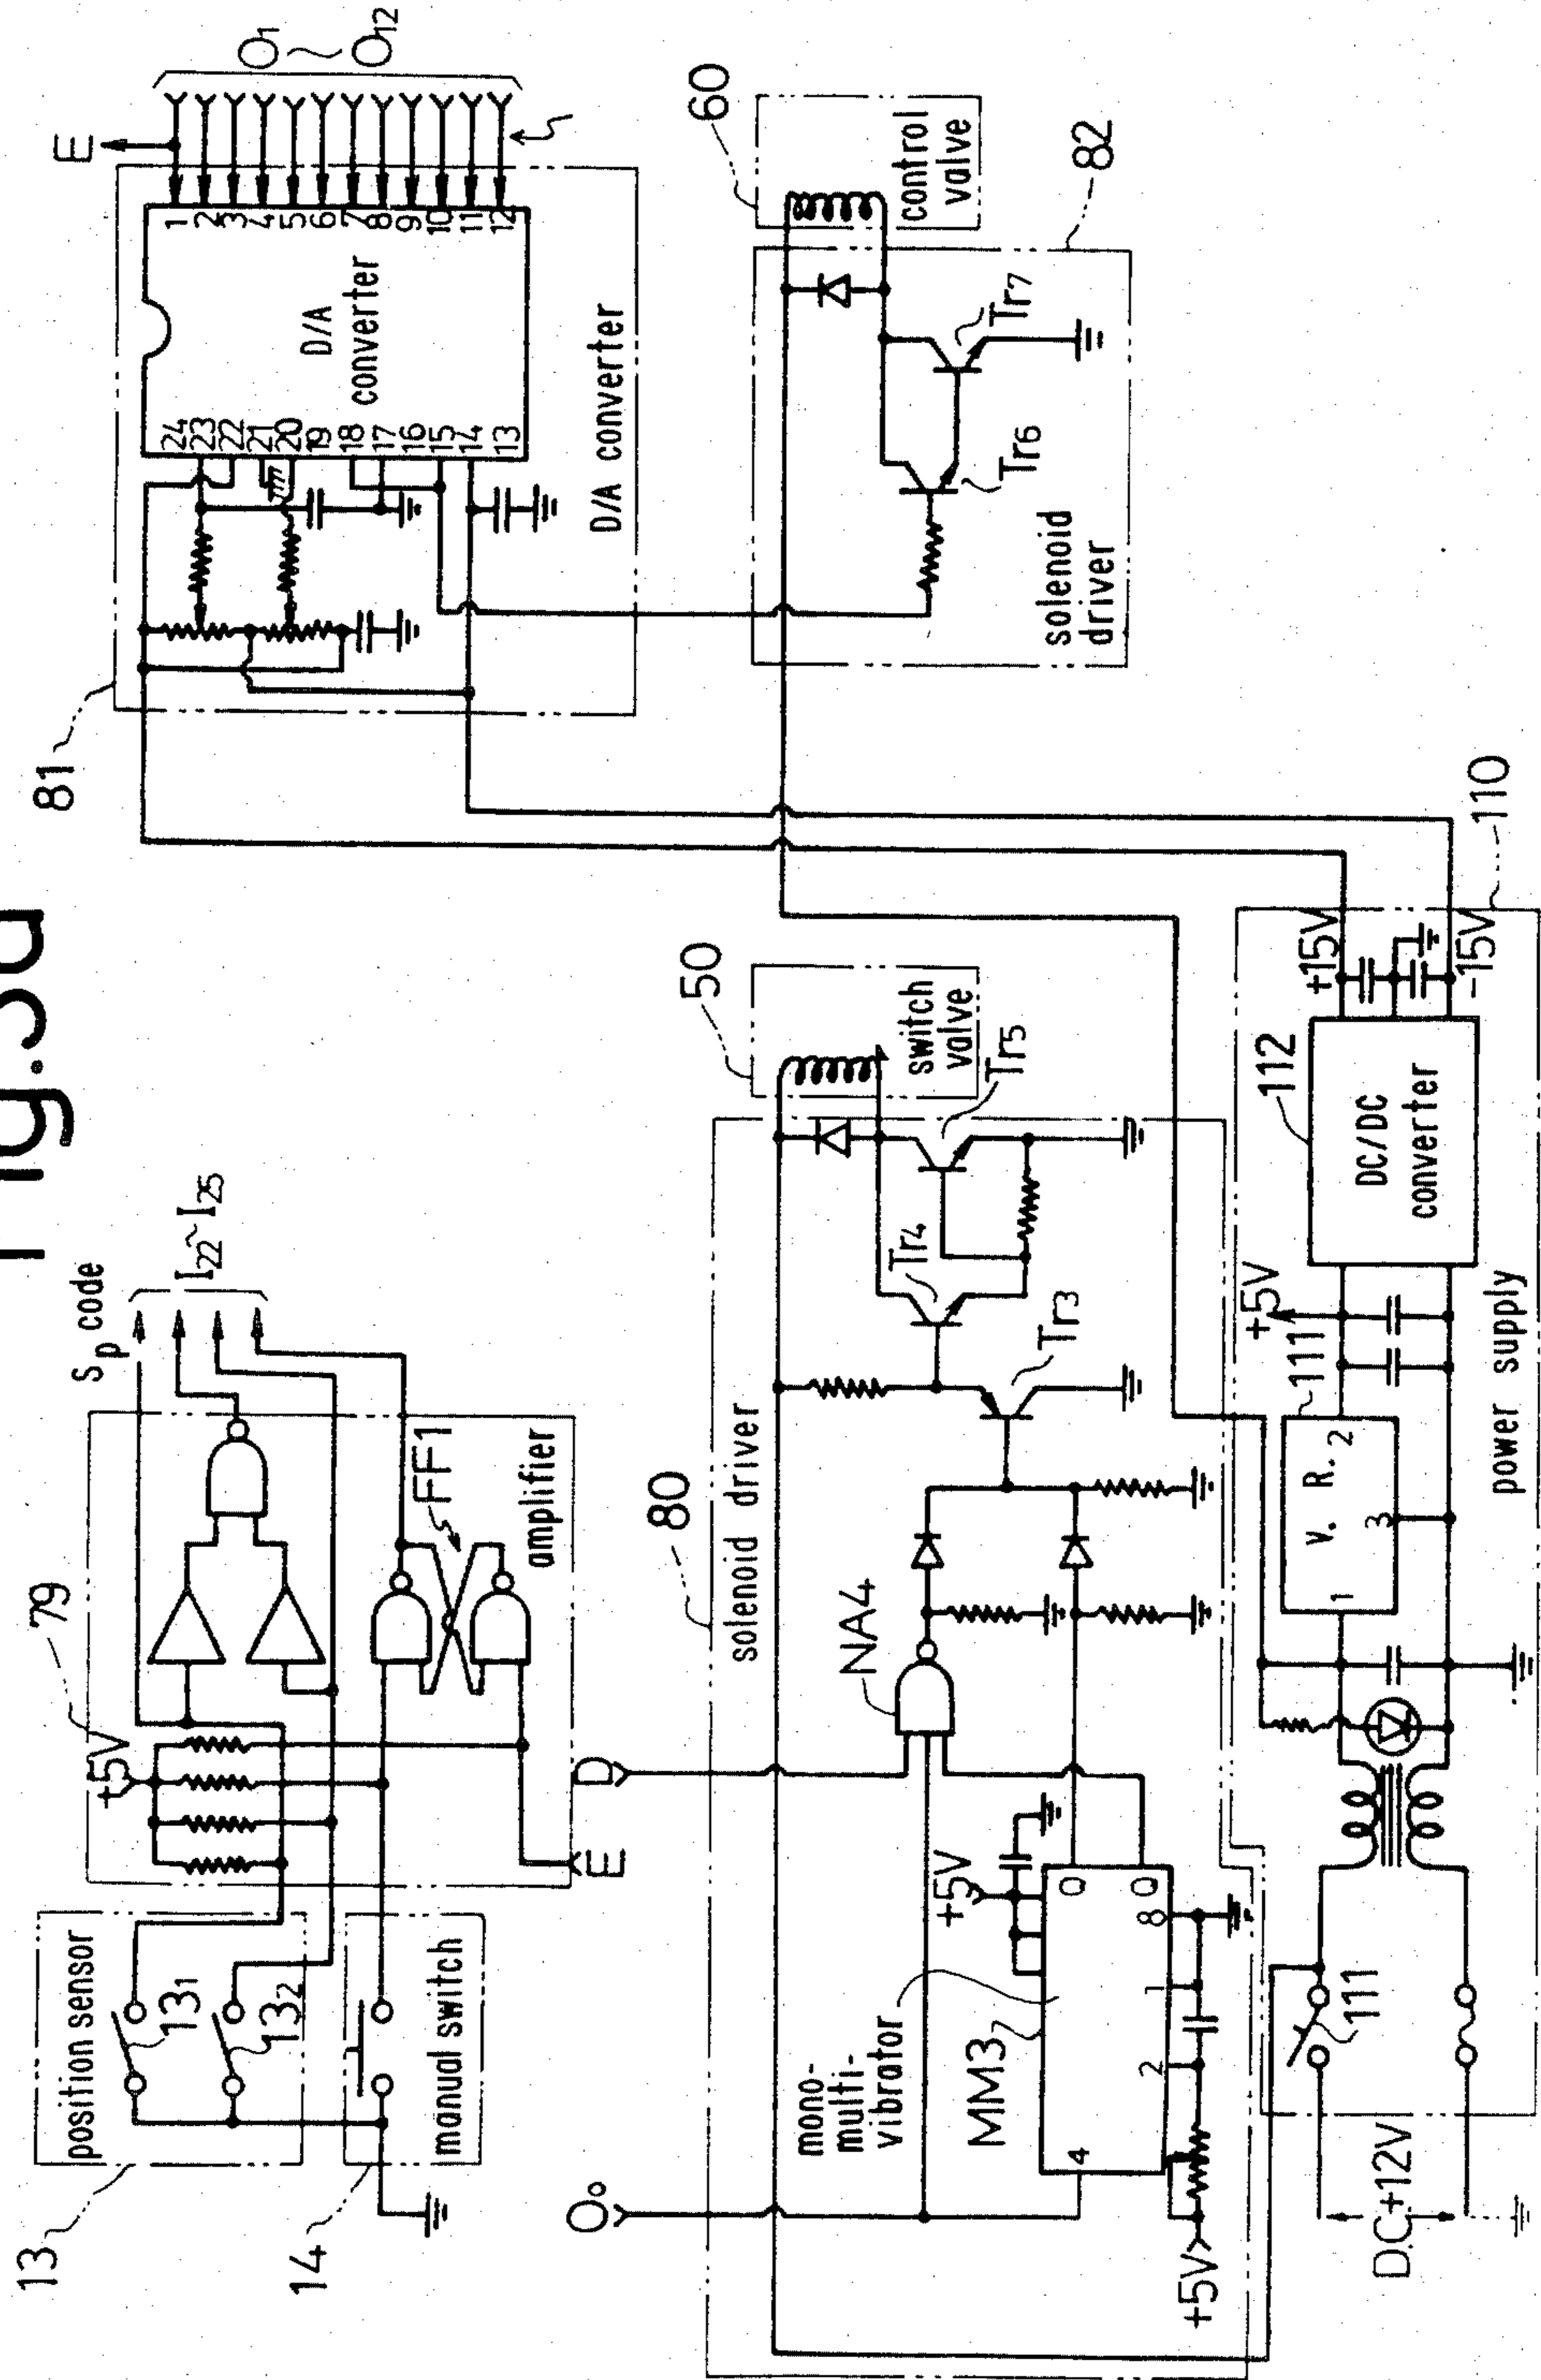 Fig.5d
81
E
O1 ~ O12
D/A
converter
24
23
22
21
20
19
18
17
16
15
14
13
1
2
3
4
5
6
7
8
9
10
11
12
D/A converter
60
control
valve
82
Tr7
Tr6
solenoid
driver
79
Sp code
I22 ~ I25
+5V
FF1
amplifier
E
D
13
position sensor
131
132
14
manual switch
80
solenoid driver
50
switch
valve
Tr5
Tr4
Tr3
NA4
O0
mono-
multi-
vibrator
MM3
+5V
Q
Q
8
1
2
4
+5V
110
+15V
-15V
112
DC/DC
converter
+5V
111
V. R.
1
2
3
power supply
111
D.C+12V